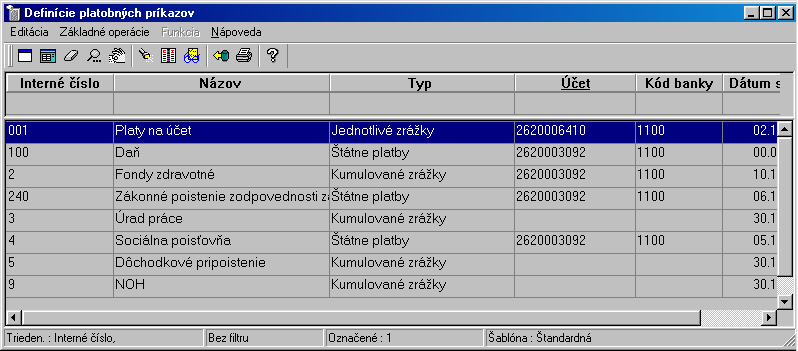 Definície platobných príkazov
Editácia Základné operácie Funkcia Nápoveda
Interné číslo Názov Typ Účet Kód banky Dátum s
001 Platy na účet Jednotlivé zrážky 2620006410 1100 02.1
100 Daň Štátne platby 2620003092 1100 00.0
2 Fondy zdravotné Kumulované zrážky 2620003092 1100 10.1
240 Zákonné poistenie zodpovednosti za Štátne platby 2620003092 1100 06.1
3 Úrad práce Kumulované zrážky 30.1
4 Sociálna poisťovňa Štátne platby 2620003092 1100 05.1
5 Dôchodkové pripoistenie Kumulované zrážky 30.1
9 NOH Kumulované zrážky 30.1
Trieden. : Interné číslo, Bez filtru Označené : 1 Šablóna : Štandardná